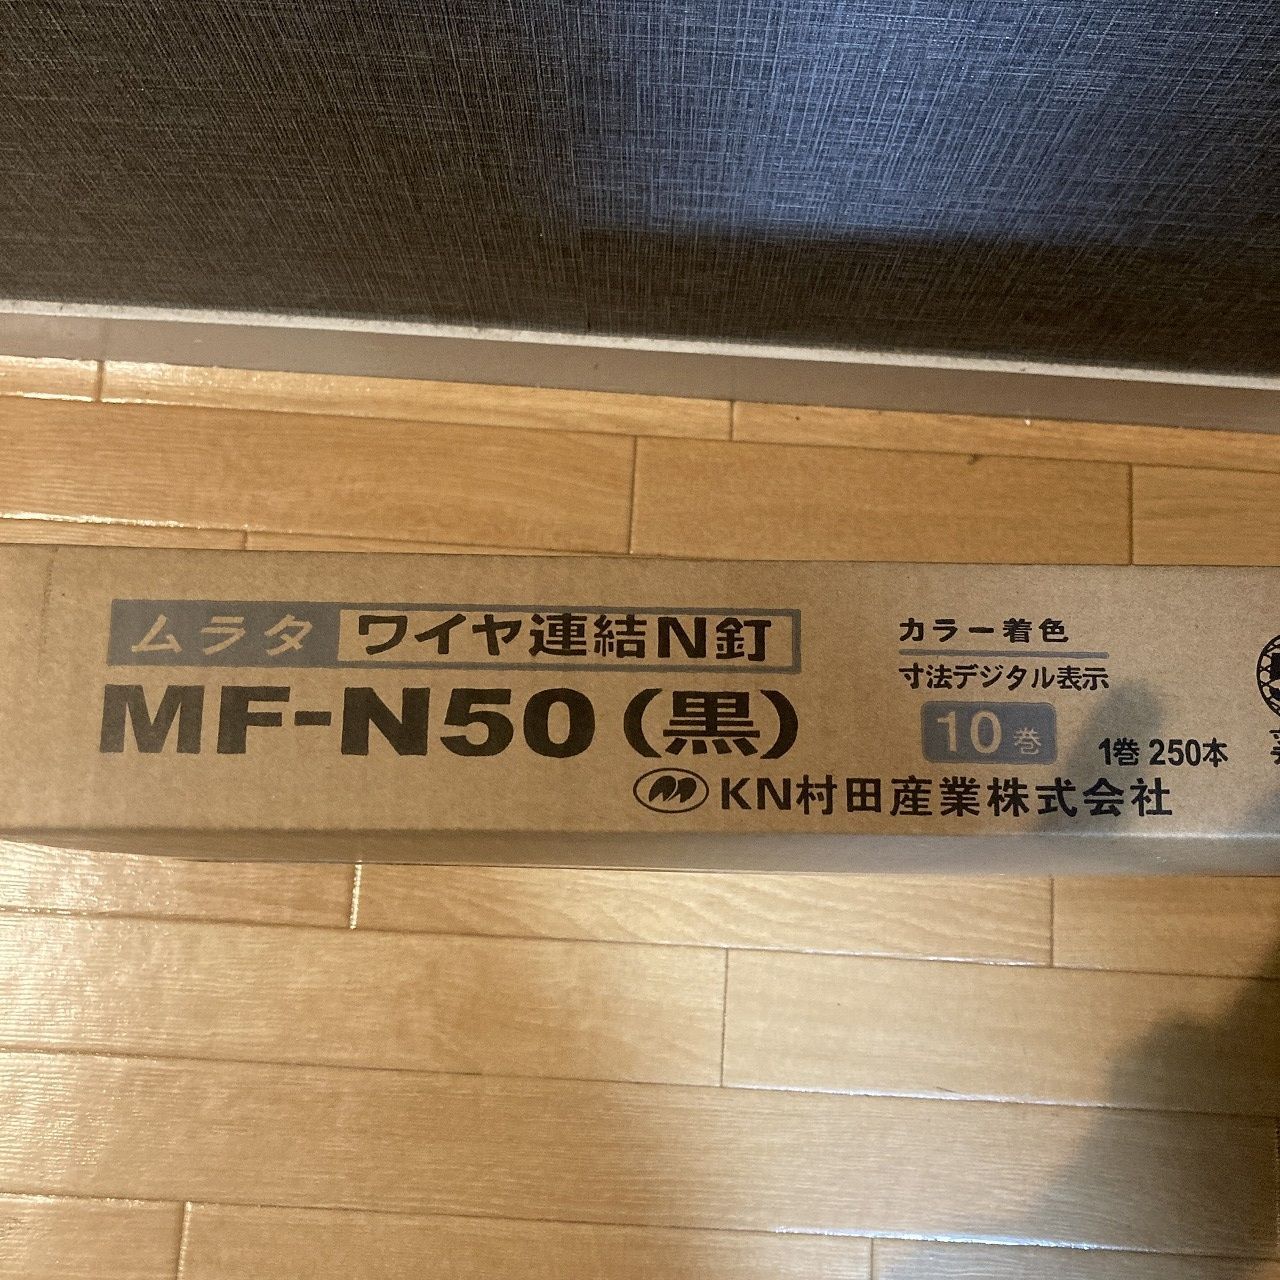 ムラタ ワイヤ連結N釘
MF-N50(黒)
カラー着色
寸法デジタル表示
10巻 1巻 250本
KN村田産業株式会社